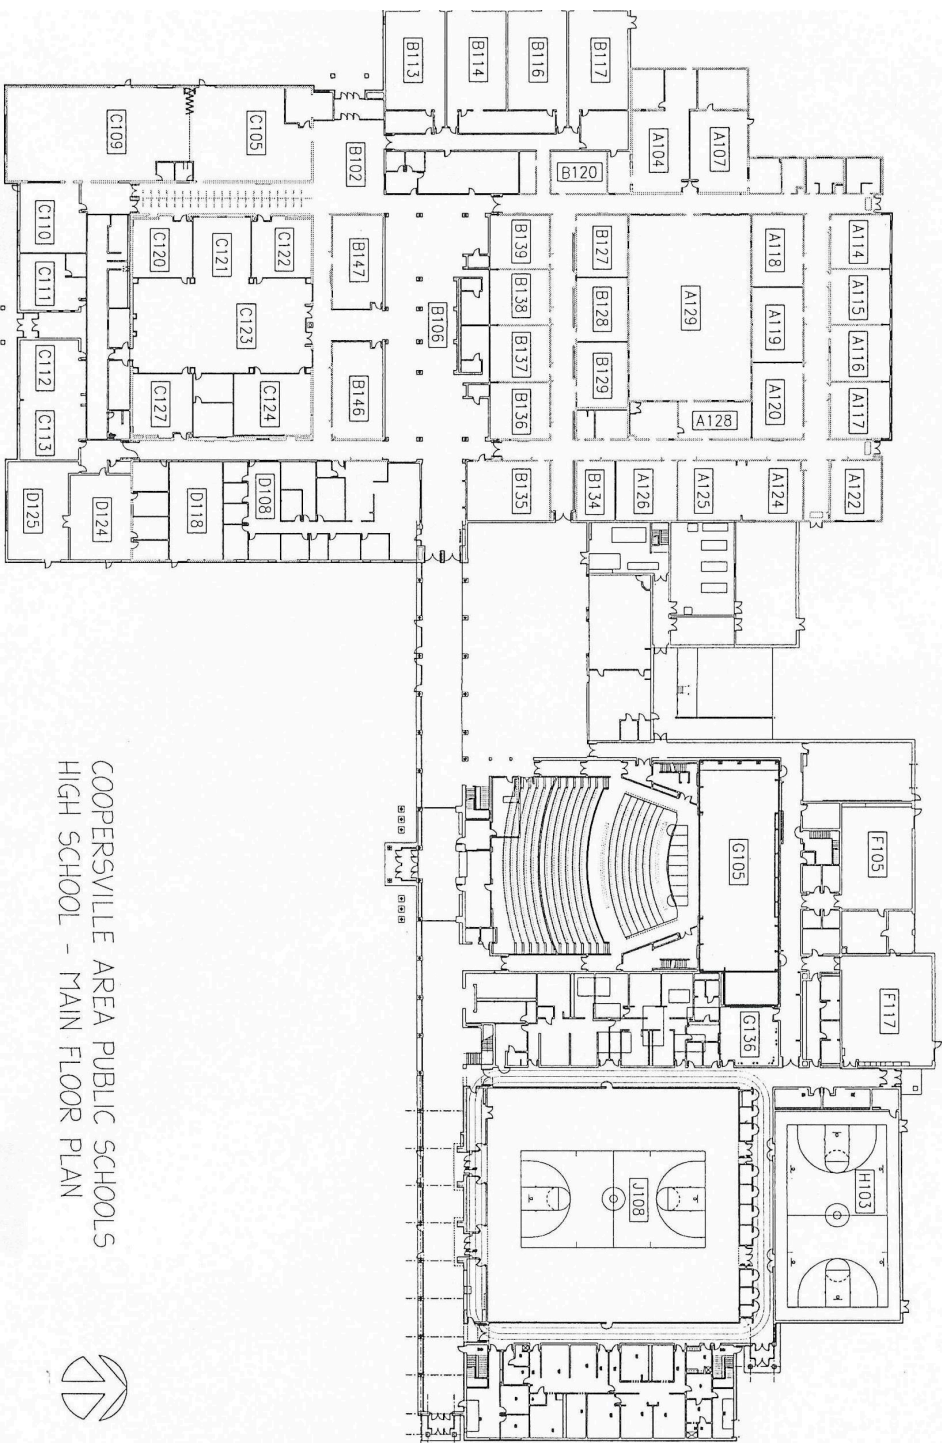 B113
B114
B116
B117
A104
A107
C109
C105
B102
B120
C110
C111
C120
C121
C122
B147
B139
B127
A118
A114
C123
B106
B138
B128
A129
A119
A115
C112
C113
C127
C124
B146
B137
B136
B129
A128
A120
A116
A117
D125
D124
D118
D108
B135
B134
A126
A125
A124
A122
G105
F105
G136
F117
J108
H103
COOPERSVILLE AREA PUBLIC SCHOOLS
HIGH SCHOOL - MAIN FLOOR PLAN